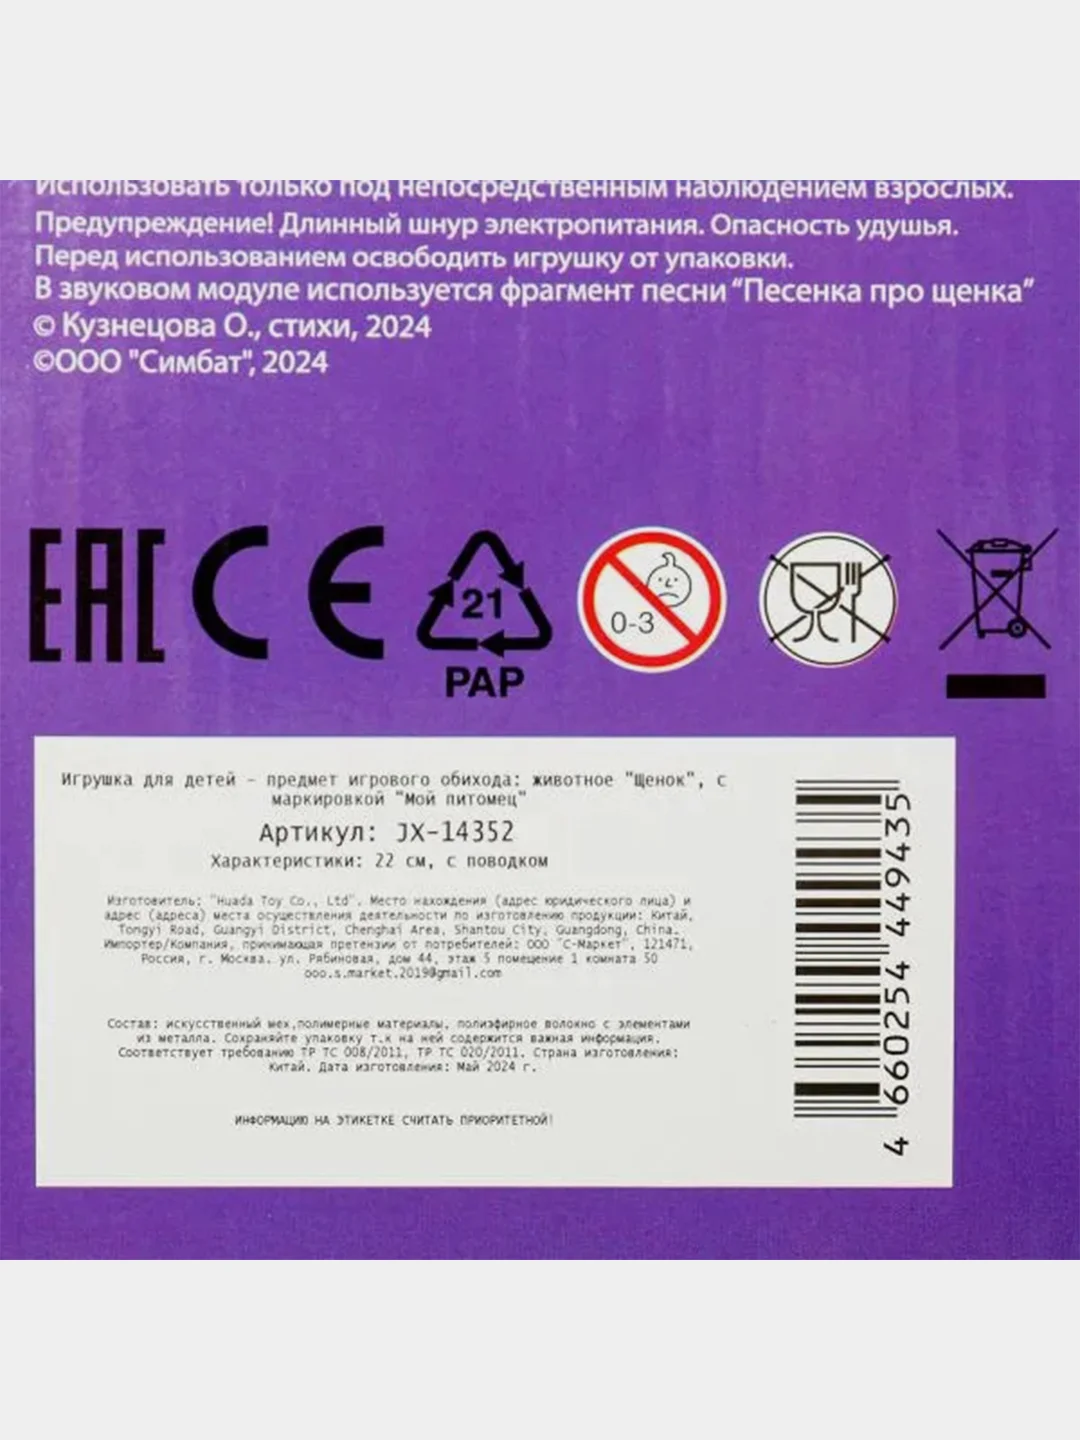 Использовать только под непосредственным наблюдением взрослых.
Предупреждение! Длинный шнур электропитания. Опасность удушья.
Перед использованием освободить игрушку от упаковки.
В звуковом модуле используется фрагмент песни “Песенка про щенка”
© Кузнецова О., стихи, 2024
©ООО "Симбат", 2024
EAC CE
21
PAP
0-3
Игрушка для детей - предмет игрового обихода: животное "Щенок", с
маркировкой "Мой питомец"
Артикул: JX-14352
Характеристики: 22 см, с поводком
Изготовитель: "Huada Toy Co., Ltd". Место нахождения (адрес юридического лица) и
адрес (адреса) места осуществления деятельности по изготовлению продукции: Китай,
Tongyi Road, Guangyi District, Chenghai Area, Shantou City, Guangdong, China.
Импортер/Компания, принимающая претензии от потребителей: ООО "С-Маркет", 121471,
Россия, г. Москва. ул. Рябиновая, дом 44, этаж 5 помещение 1 комната 50
ooo.s.market.2019@gmail.com
Состав: искусственный мех,полимерные материалы, полиэфирное волокно с элементами
из металла. Сохраняйте упаковку т.к на ней содержится важная информация.
Соответствует требованию ТР ТС 008/2011, ТР ТС 020/2011. Страна изготовления:
Китай. Дата изготовления: Май 2024 г.
ИНФОРМАЦИЮ НА ЭТИКЕТКЕ СЧИТАТЬ ПРИОРИТЕТНОЙ!
4 660254 449435